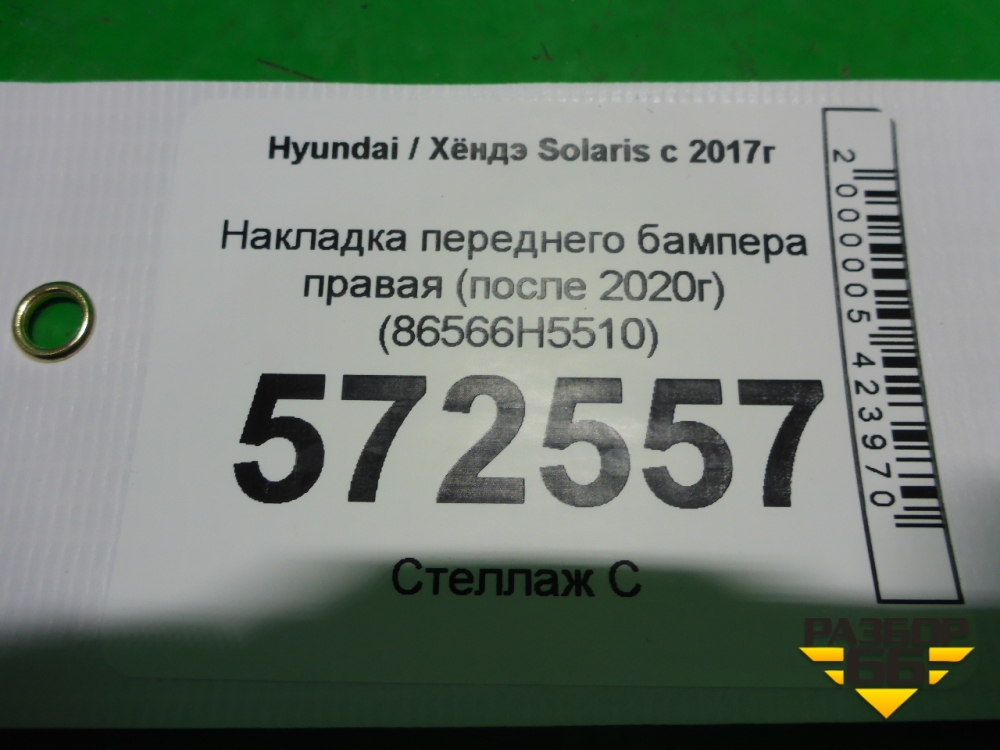 Hyundai / Хёндэ Solaris с 2017г
Накладка переднего бампера
правая (после 2020г)
(86566H5510)
572557
Стеллаж С
2000005423970
РАЗБОР
66